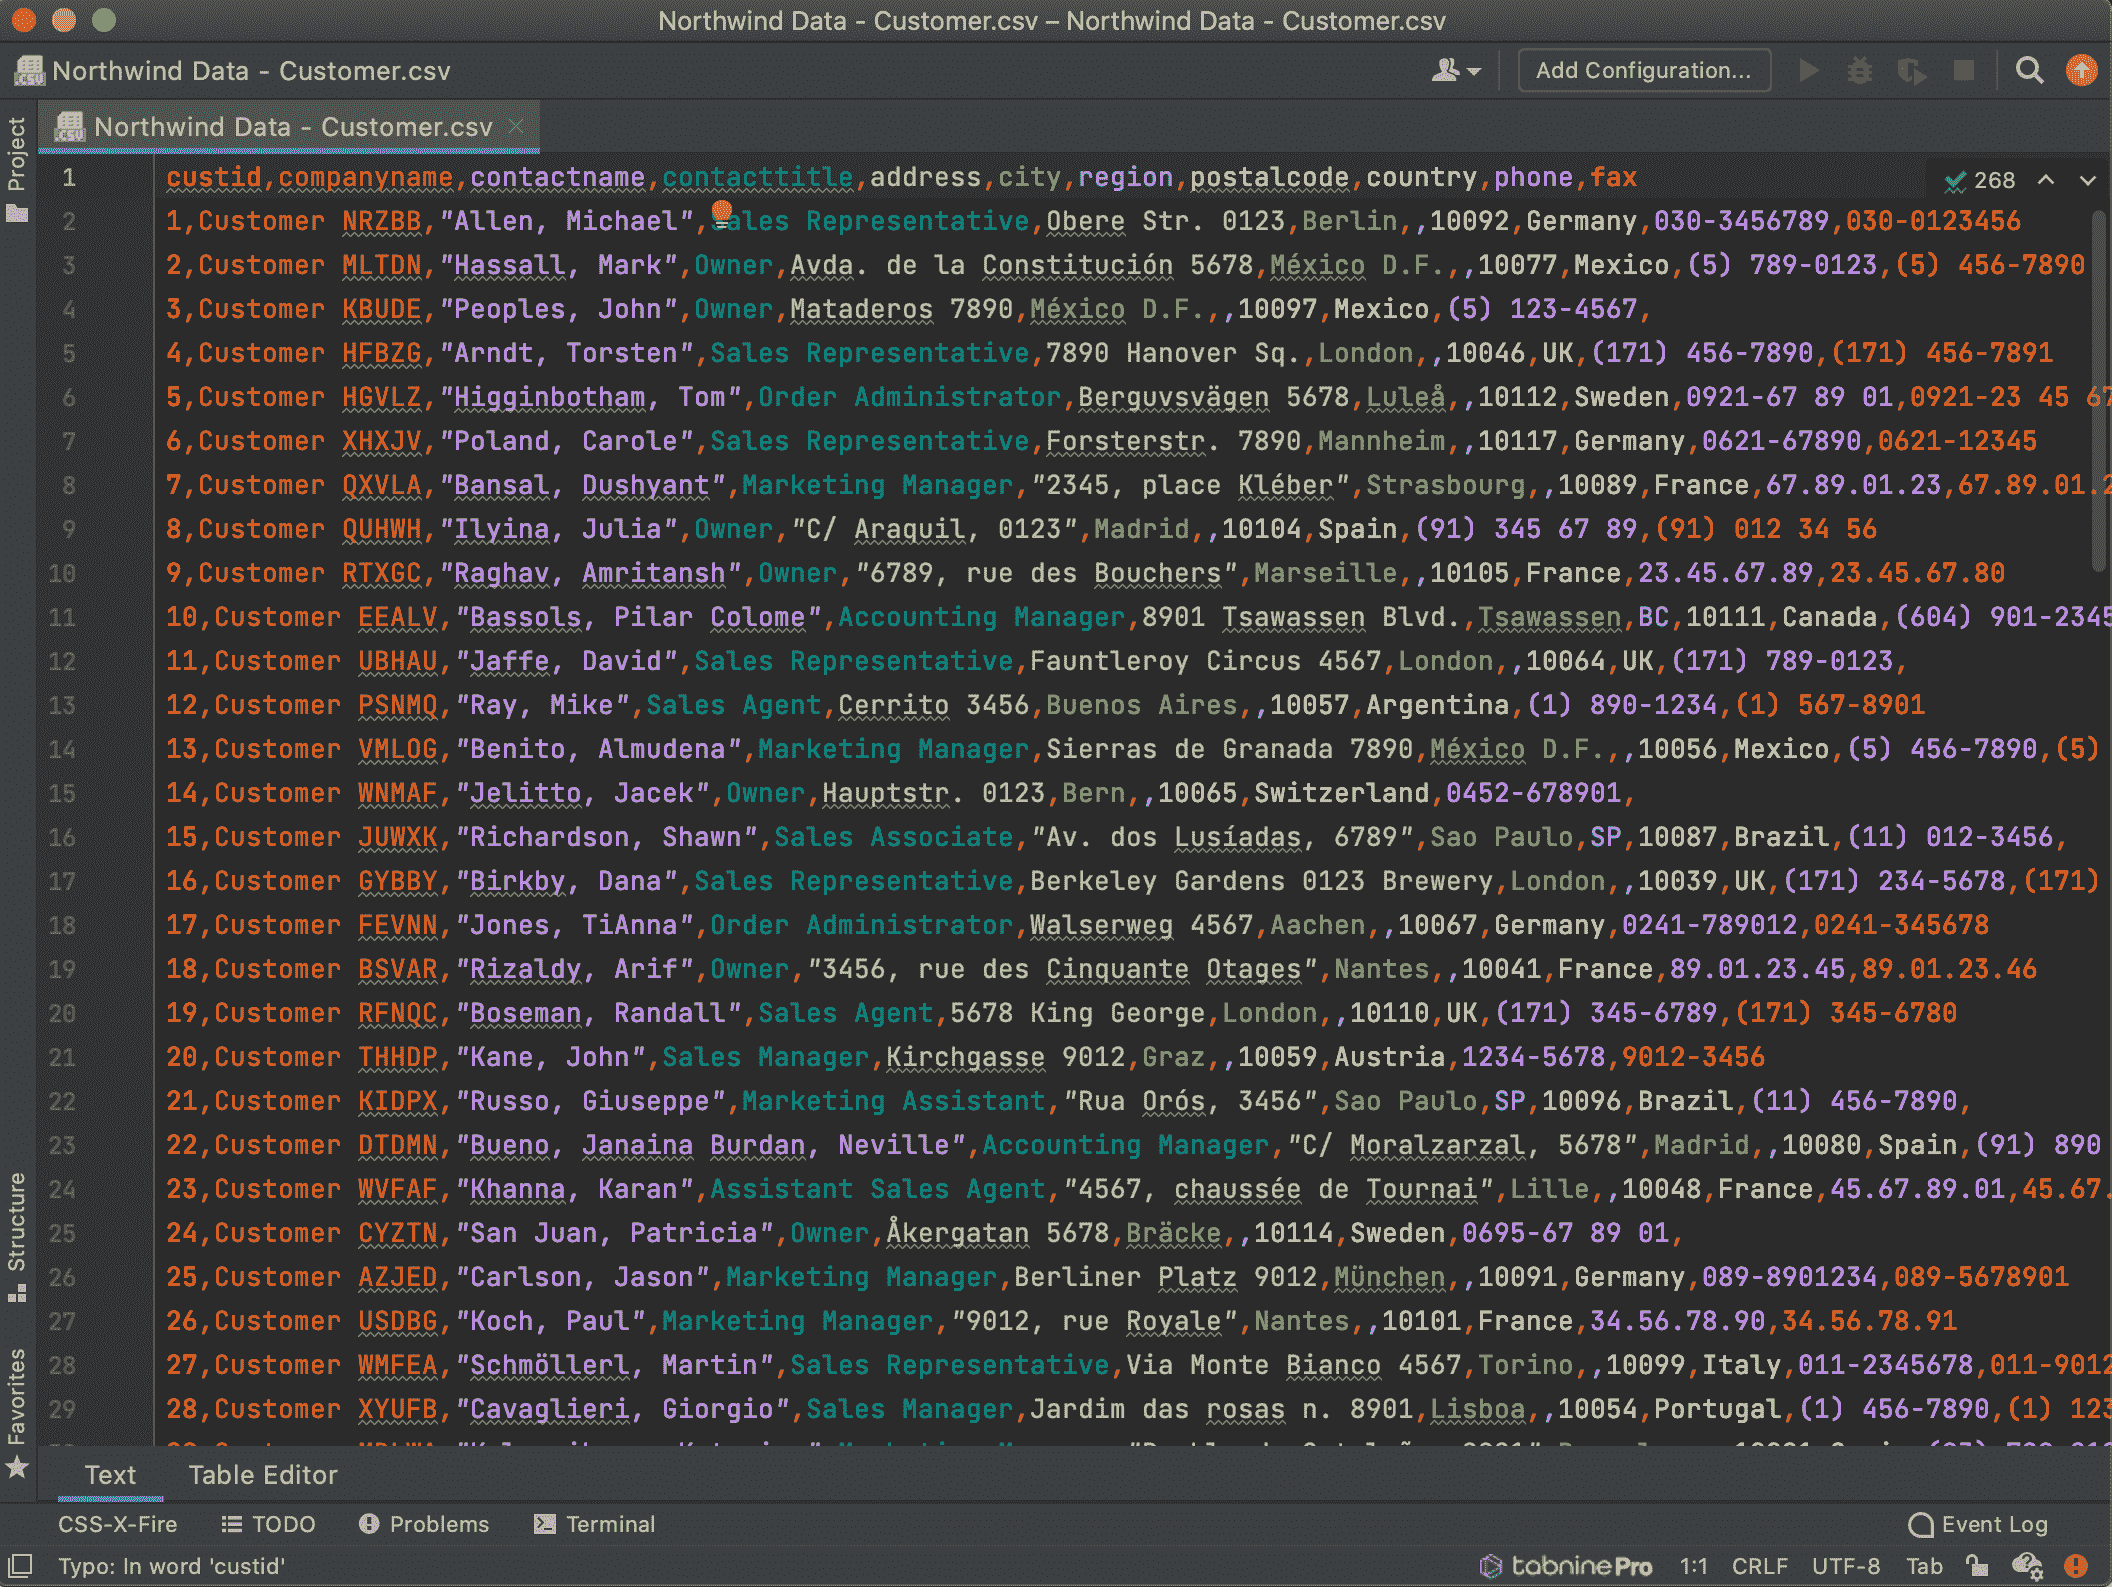 Northwind Data - Customer.csv – Northwind Data - Customer.csv
Northwind Data - Customer.csv
Add Configuration...
Project
Northwind Data - Customer.csv
1 custid,companyname,contactname,contacttitle,address,city,region,postalcode,country,phone,fax
268
2 1,Customer NRZBB,"Allen, Michael",Sales Representative,Obere Str. 0123,Berlin,,10092,Germany,030-3456789,030-0123456
3 2,Customer MLTDN,"Hassall, Mark",Owner,Avda. de la Constitución 5678,México D.F.,,10077,Mexico,(5) 789-0123,(5) 456-7890
4 3,Customer KBUDE,"Peoples, John",Owner,Mataderos 7890,México D.F.,,10097,Mexico,(5) 123-4567,
5 4,Customer HFBZG,"Arndt, Torsten",Sales Representative,7890 Hanover Sq.,London,,10046,UK,(171) 456-7890,(171) 456-7891
6 5,Customer HGVLZ,"Higginbotham, Tom",Order Administrator,Berguvsvägen 5678,Luleå,,10112,Sweden,0921-67 89 01,0921-23 45 67
7 6,Customer XHXJV,"Poland, Carole",Sales Representative,Forsterstr. 7890,Mannheim,,10117,Germany,0621-67890,0621-12345
8 7,Customer QXVLA,"Bansal, Dushyant",Marketing Manager,"2345, place Kléber",Strasbourg,,10089,France,67.89.01.23,67.89.01.2
9 8,Customer QUHWH,"Ilyina, Julia",Owner,"C/ Araquil, 0123",Madrid,,10104,Spain,(91) 345 67 89,(91) 012 34 56
10 9,Customer RTXGC,"Raghav, Amritansh",Owner,"6789, rue des Bouchers",Marseille,,10105,France,23.45.67.89,23.45.67.80
11 10,Customer EEALV,"Bassols, Pilar Colome",Accounting Manager,8901 Tsawassen Blvd.,Tsawassen,BC,10111,Canada,(604) 901-2345
12 11,Customer UBHAU,"Jaffe, David",Sales Representative,Fauntleroy Circus 4567,London,,10064,UK,(171) 789-0123,
13 12,Customer PSNMQ,"Ray, Mike",Sales Agent,Cerrito 3456,Buenos Aires,,10057,Argentina,(1) 890-1234,(1) 567-8901
14 13,Customer VMLOG,"Benito, Almudena",Marketing Manager,Sierras de Granada 7890,México D.F.,,10056,Mexico,(5) 456-7890,(5)
15 14,Customer WNMAF,"Jelitto, Jacek",Owner,Hauptstr. 0123,Bern,,10065,Switzerland,0452-678901,
16 15,Customer JUWXK,"Richardson, Shawn",Sales Associate,"Av. dos Lusíadas, 6789",Sao Paulo,SP,10087,Brazil,(11) 012-3456,
17 16,Customer GYBBY,"Birkby, Dana",Sales Representative,Berkeley Gardens 0123 Brewery,London,,10039,UK,(171) 234-5678,(171)
18 17,Customer FEVNN,"Jones, TiAnna",Order Administrator,Walserweg 4567,Aachen,,10067,Germany,0241-789012,0241-345678
19 18,Customer BSVAR,"Rizaldy, Arif",Owner,"3456, rue des Cinquante Otages",Nantes,,10041,France,89.01.23.45,89.01.23.46
20 19,Customer RFNQC,"Boseman, Randall",Sales Agent,5678 King George,London,,10110,UK,(171) 345-6789,(171) 345-6780
21 20,Customer THHDP,"Kane, John",Sales Manager,Kirchgasse 9012,Graz,,10059,Austria,1234-5678,9012-3456
22 21,Customer KIDPX,"Russo, Giuseppe",Marketing Assistant,"Rua Orós, 3456",Sao Paulo,SP,10096,Brazil,(11) 456-7890,
23 22,Customer DTDMN,"Bueno, Janaina Burdan, Neville",Accounting Manager,"C/ Moralzarzal, 5678",Madrid,,10080,Spain,(91) 890
24 23,Customer WVFAF,"Khanna, Karan",Assistant Sales Agent,"4567, chaussée de Tournai",Lille,,10048,France,45.67.89.01,45.67.
25 24,Customer CYZTN,"San Juan, Patricia",Owner,Åkergatan 5678,Bräcke,,10114,Sweden,0695-67 89 01,
26 25,Customer AZJED,"Carlson, Jason",Marketing Manager,Berliner Platz 9012,München,,10091,Germany,089-8901234,089-5678901
27 26,Customer USDBG,"Koch, Paul",Marketing Manager,"9012, rue Royale",Nantes,,10101,France,34.56.78.90,34.56.78.91
28 27,Customer WMFEA,"Schmöllerl, Martin",Sales Representative,Via Monte Bianco 4567,Torino,,10099,Italy,011-2345678,011-9012
29 28,Customer XYUFB,"Cavaglieri, Giorgio",Sales Manager,Jardim das rosas n. 8901,Lisboa,,10054,Portugal,(1) 456-7890,(1) 123
Structure
Favorites
Text Table Editor
CSS-X-Fire TODO Problems Terminal Event Log
Typo: In word 'custid' tabnine Pro 1:1 CRLF UTF-8 Tab